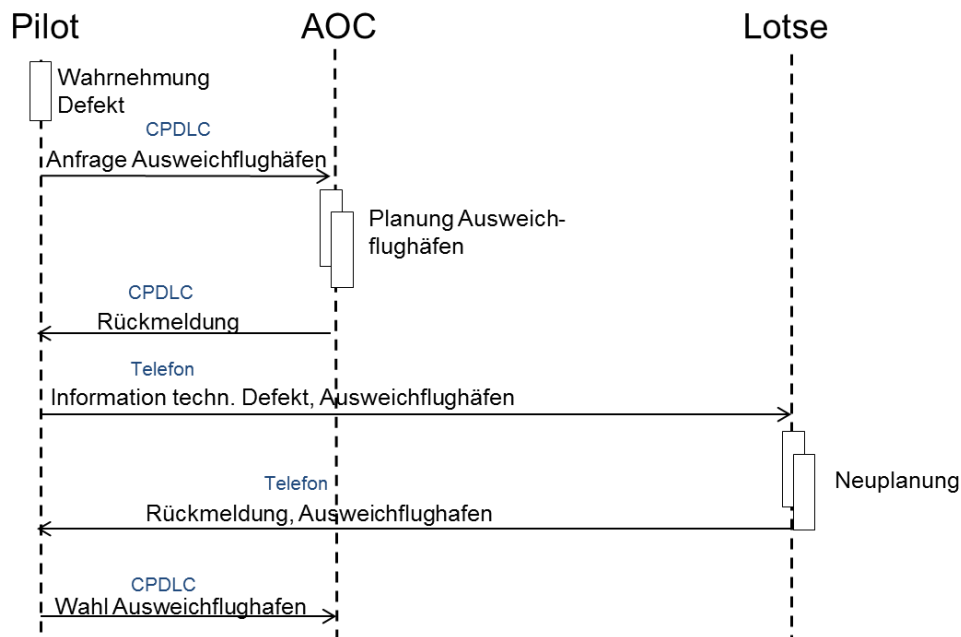 Pilot
AOC
Lotse
Wahrnehmung
Defekt
CPDLC
Anfrage Ausweichflughäfen
Planung Ausweich-
flughäfen
CPDLC
Rückmeldung
Telefon
Information techn. Defekt, Ausweichflughäfen
Neuplanung
Telefon
Rückmeldung, Ausweichflughafen
CPDLC
Wahl Ausweichflughafen